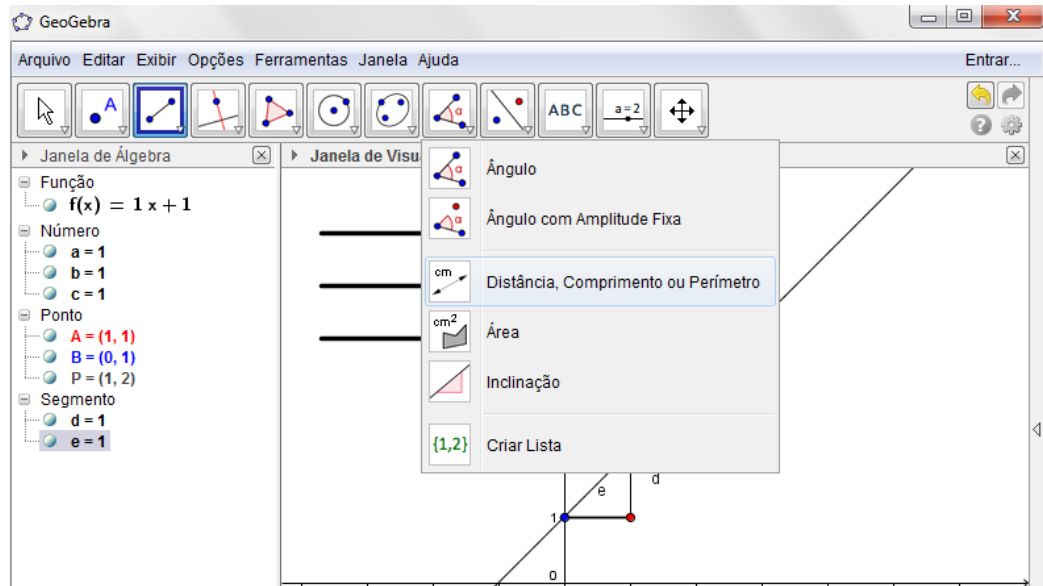 GeoGebra
Arquivo Editar Exibir Opções Ferramentas Janela Ajuda Entrar...
A α ABC a = 2
Janela de Álgebra
Janela de Visu
Função
f(x) = 1 x + 1
Número
a = 1
b = 1
c = 1
Ponto
A = (1, 1)
B = (0, 1)
P = (1, 2)
Segmento
d = 1
e = 1
α Ângulo
α Ângulo com Amplitude Fixa
cm Distância, Comprimento ou Perímetro
cm² Área
Inclinação
{1,2} Criar Lista
e d
1
0